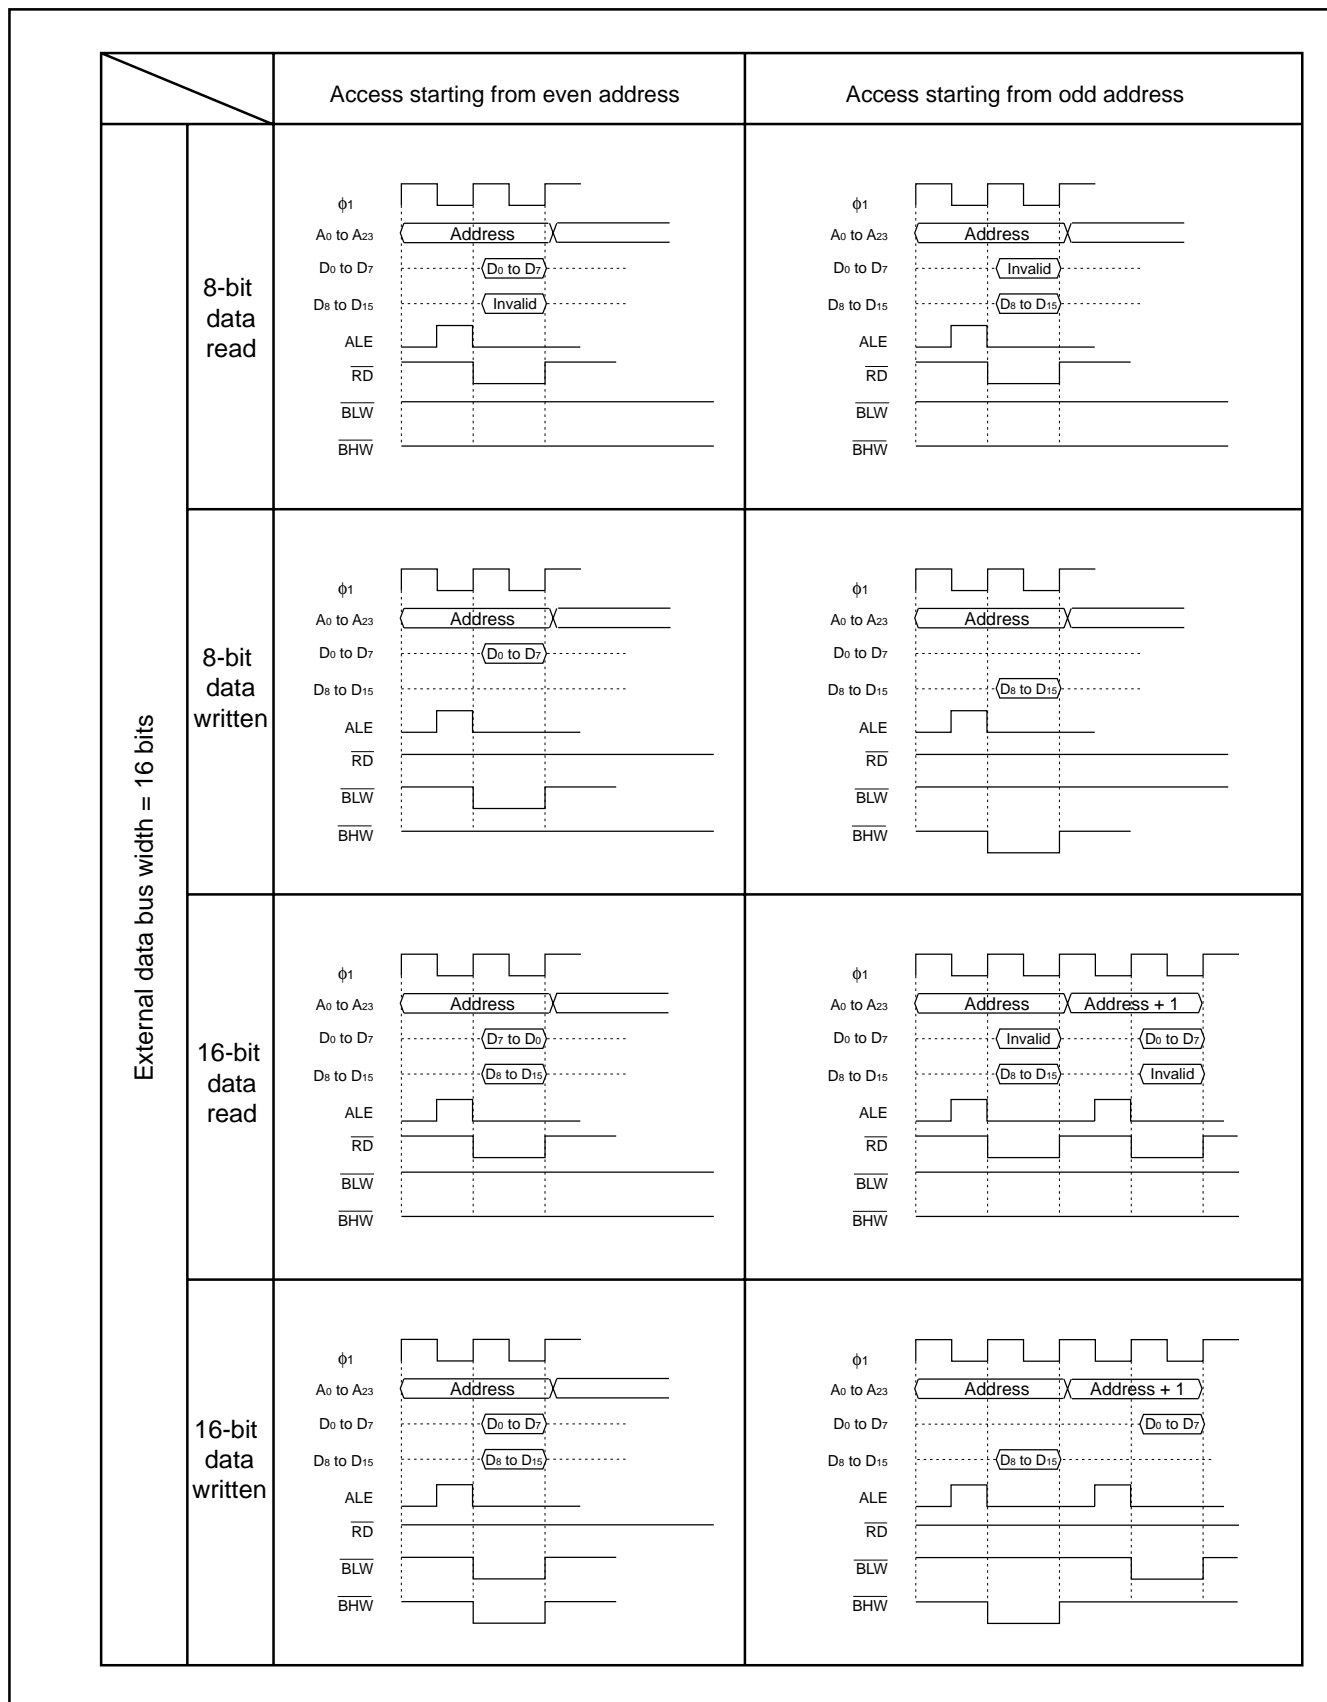 Access starting from even address
Access starting from odd address
External data bus width = 16 bits
8-bit
data
read
ϕ1
A0 to A23 Address
D0 to D7 D0 to D7
D8 to D15 Invalid
ALE
RD
BLW
BHW
ϕ1
A0 to A23 Address
D0 to D7 Invalid
D8 to D15 D8 to D15
ALE
RD
BLW
BHW
8-bit
data
written
ϕ1
A0 to A23 Address
D0 to D7 D0 to D7
D8 to D15
ALE
RD
BLW
BHW
ϕ1
A0 to A23 Address
D0 to D7
D8 to D15 D8 to D15
ALE
RD
BLW
BHW
16-bit
data
read
ϕ1
A0 to A23 Address
D0 to D7 D7 to D0
D8 to D15 D8 to D15
ALE
RD
BLW
BHW
ϕ1
A0 to A23 Address Address + 1
D0 to D7 Invalid D0 to D7
D8 to D15 D8 to D15 Invalid
ALE
RD
BLW
BHW
16-bit
data
written
ϕ1
A0 to A23 Address
D0 to D7 D0 to D7
D8 to D15 D8 to D15
ALE
RD
BLW
BHW
ϕ1
A0 to A23 Address Address + 1
D0 to D7 D0 to D7
D8 to D15 D8 to D15
ALE
RD
BLW
BHW